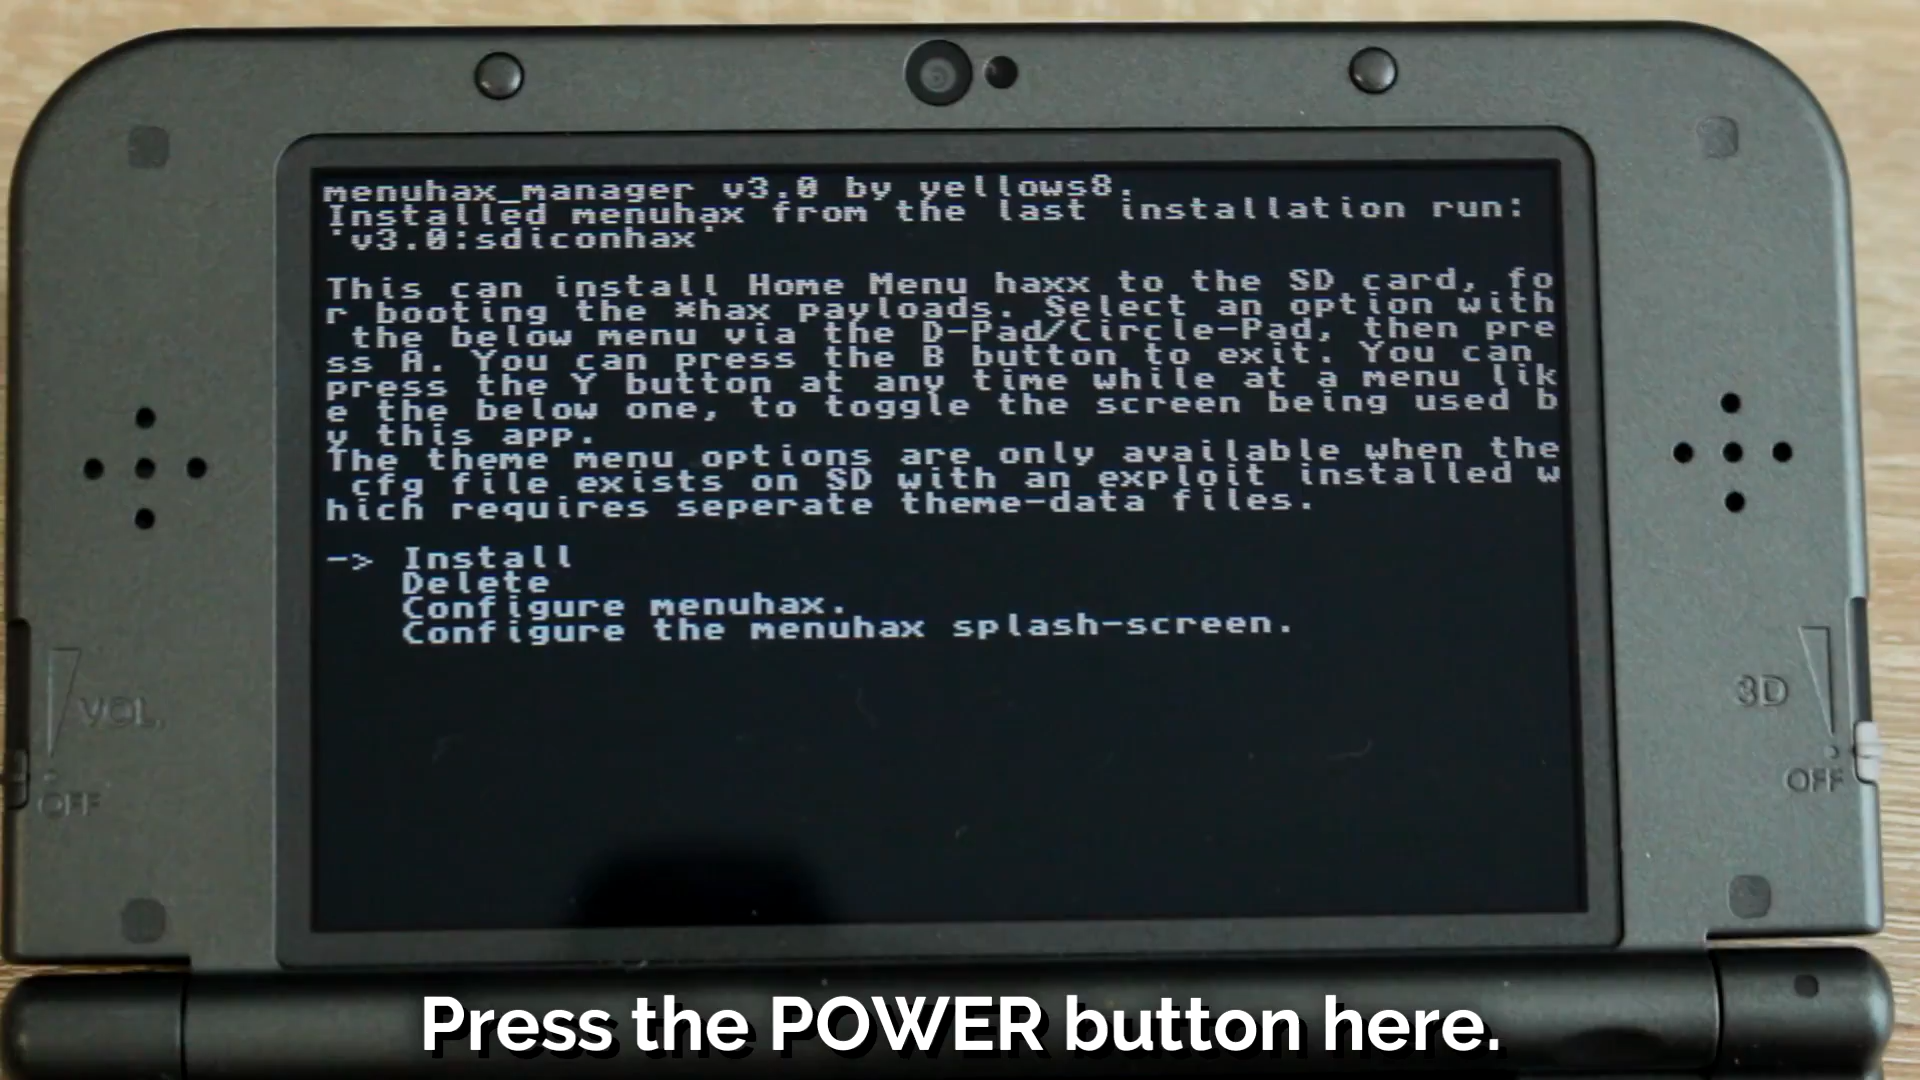 menuhax_manager v3.0 by yellows8.
Installed menuhax from the last installation run:
'v3.0:sdiconhax'
This can install Home Menu haxx to the SD card, fo
r booting the *hax payloads. Select an option with
the below menu via the D-Pad/Circle-Pad, then pre
ss A. You can press the B button to exit. You can
press the Y button at any time while at a menu lik
e the below one, to toggle the screen being used b
y this app.
The theme menu options are only available when the
cfg file exists on SD with an exploit installed w
hich requires seperate theme-data files.
-> Install
Delete
Configure menuhax.
Configure the menuhax splash-screen.
VOL.
OFF
3D
OFF
Press the POWER button here.